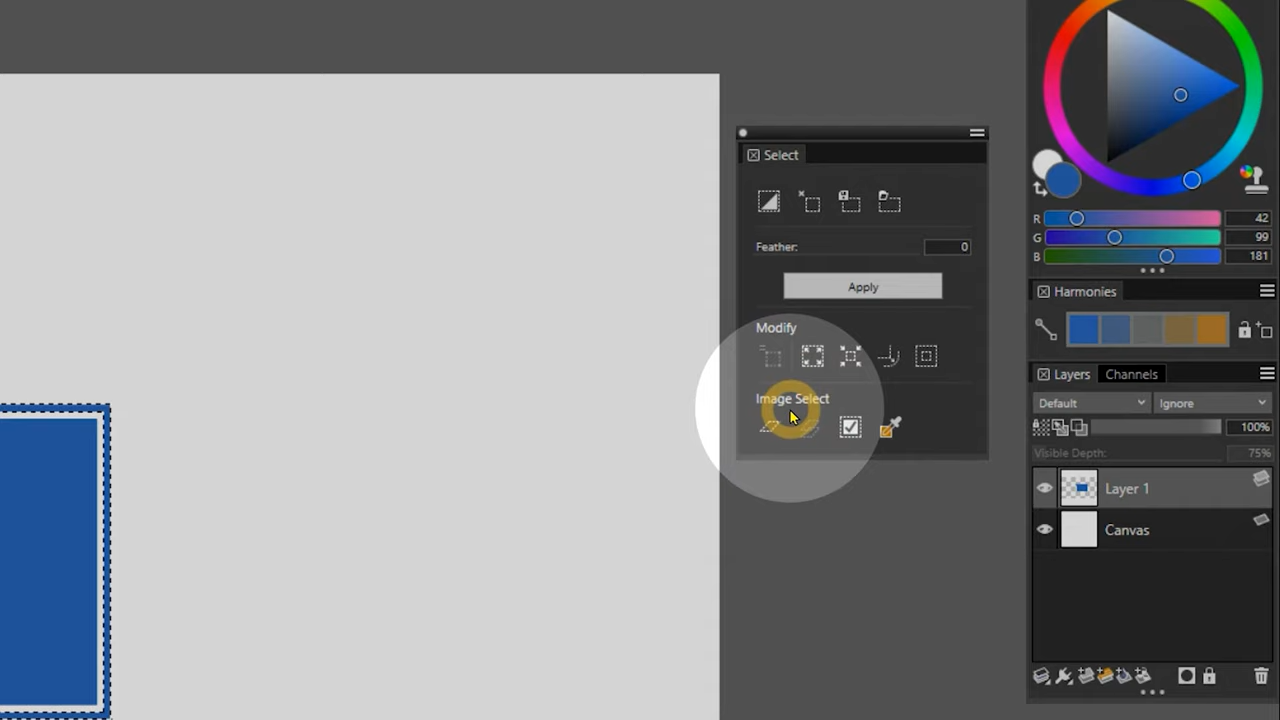 Select
Feather: 0
Apply
Modify
Image Select
R 42
G 99
B 181
Harmonies
Layers Channels
Default Ignore
100%
Visible Depth: 75%
Layer 1
Canvas